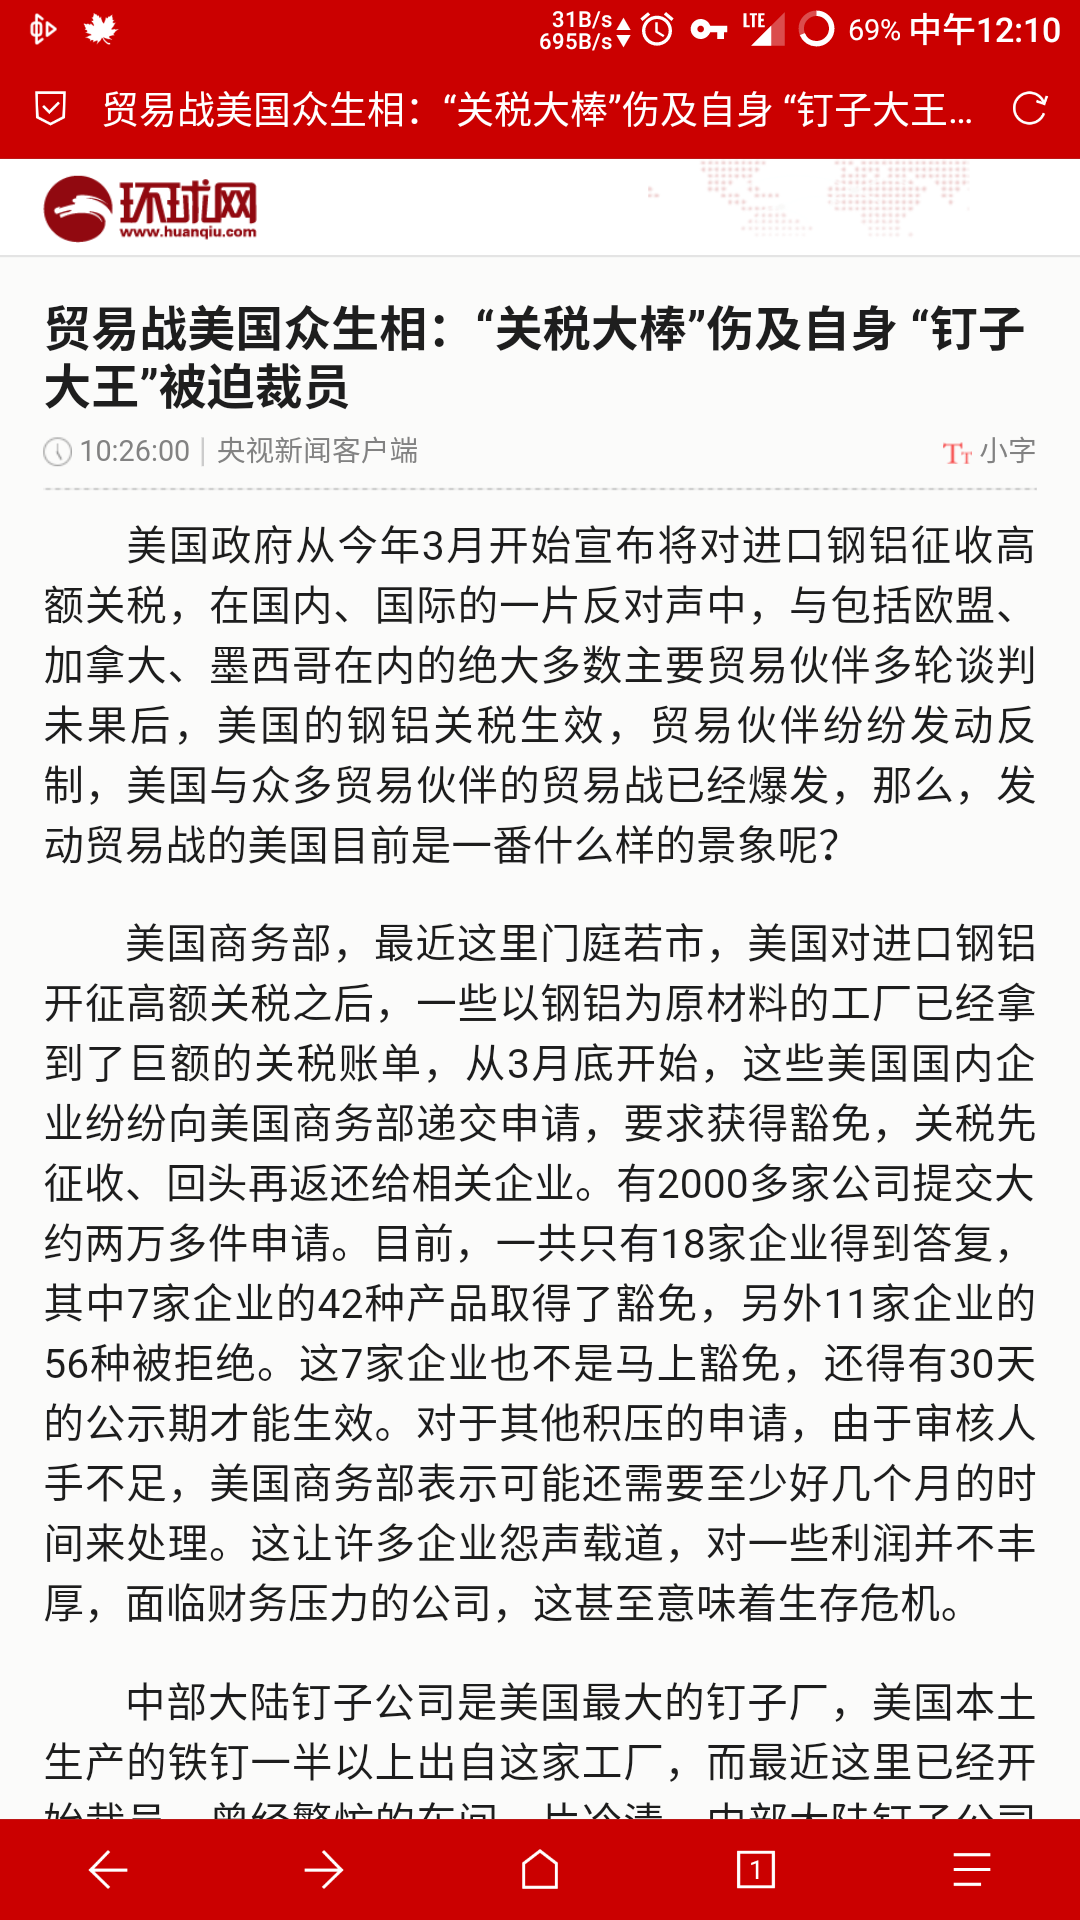 31B/s
695B/s
LTE
69% 中午12:10
贸易战美国众生相：“关税大棒”伤及自身 “钉子大王...
环球网
www.huanqiu.com
贸易战美国众生相：“关税大棒”伤及自身 “钉子
大王”被迫裁员
10:26:00 | 央视新闻客户端
TT 小字
美国政府从今年3月开始宣布将对进口钢铝征收高
额关税，在国内、国际的一片反对声中，与包括欧盟、
加拿大、墨西哥在内的绝大多数主要贸易伙伴多轮谈判
未果后，美国的钢铝关税生效，贸易伙伴纷纷发动反
制，美国与众多贸易伙伴的贸易战已经爆发，那么，发
动贸易战的美国目前是一番什么样的景象呢？
美国商务部，最近这里门庭若市，美国对进口钢铝
开征高额关税之后，一些以钢铝为原材料的工厂已经拿
到了巨额的关税账单，从3月底开始，这些美国国内企
业纷纷向美国商务部递交申请，要求获得豁免，关税先
征收、回头再返还给相关企业。有2000多家公司提交大
约两万多件申请。目前，一共只有18家企业得到答复，
其中7家企业的42种产品取得了豁免，另外11家企业的
56种被拒绝。这7家企业也不是马上豁免，还得有30天
的公示期才能生效。对于其他积压的申请，由于审核人
手不足，美国商务部表示可能还需要至少好几个月的时
间来处理。这让许多企业怨声载道，对一些利润并不丰
厚，面临财务压力的公司，这甚至意味着生存危机。
中部大陆钉子公司是美国最大的钉子厂，美国本土
生产的铁钉一半以上出自这家工厂，而最近这里已经开
始裁员，曾经繁忙的车间一片冷清。中部大陆钉子公司
1